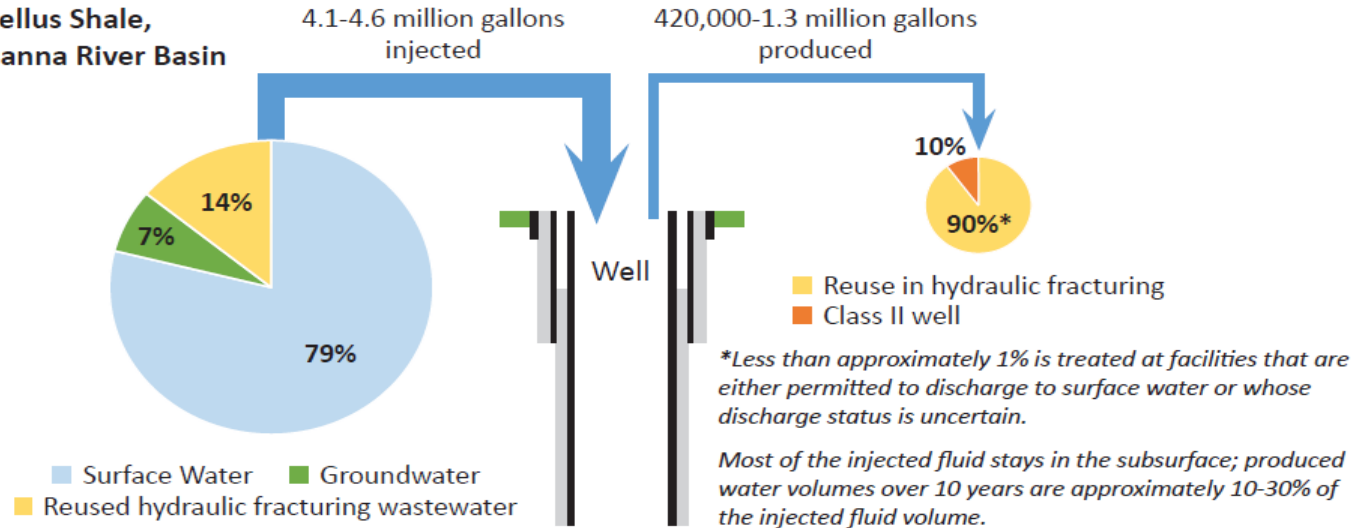 ellus Shale,
anna River Basin
4.1-4.6 million gallons
injected
420,000-1.3 million gallons
produced
14%
7%
79%
Surface Water
Groundwater
Reused hydraulic fracturing wastewater
Well
10%
90%*
Reuse in hydraulic fracturing
Class II well
*Less than approximately 1% is treated at facilities that are
either permitted to discharge to surface water or whose
discharge status is uncertain.
Most of the injected fluid stays in the subsurface; produced
water volumes over 10 years are approximately 10-30% of
the injected fluid volume.